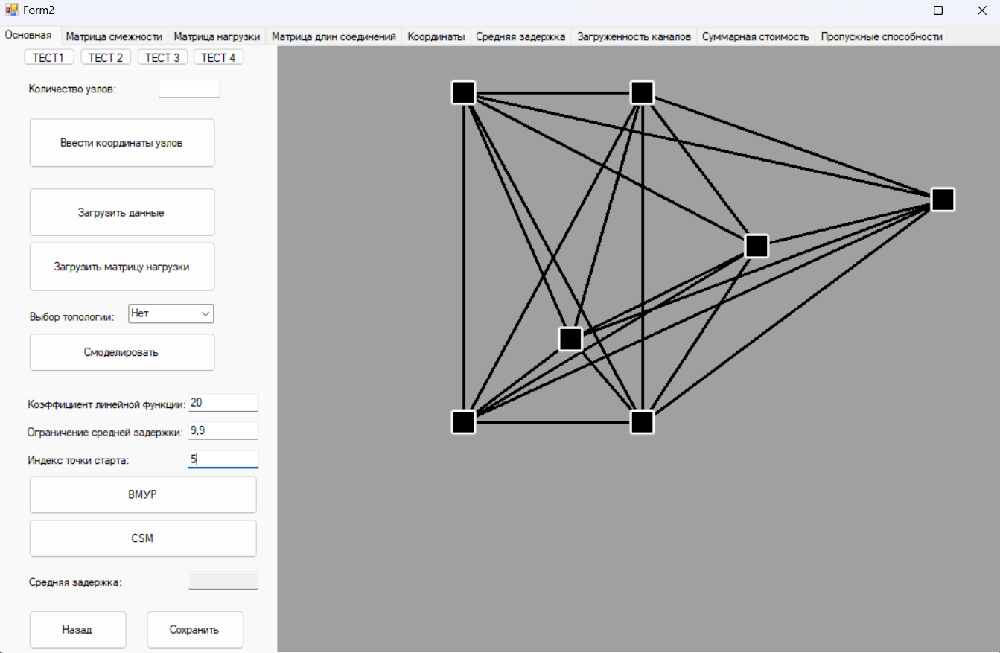 Form2
Основная Матрица смежности Матрица нагрузки Матрица длин соединений Координаты Средняя задержка Загруженность каналов Суммарная стоимость Пропускные способности
ТЕСТ1 ТЕСТ 2 ТЕСТ 3 ТЕСТ 4
Количество узлов:
Ввести координаты узлов
Загрузить данные
Загрузить матрицу нагрузки
Выбор топологии: Нет
Смоделировать
Коэффициент линейной функции: 20
Ограничение средней задержки: 9,9
Индекс точки старта: 5
ВМУР
CSM
Средняя задержка:
Назад Сохранить